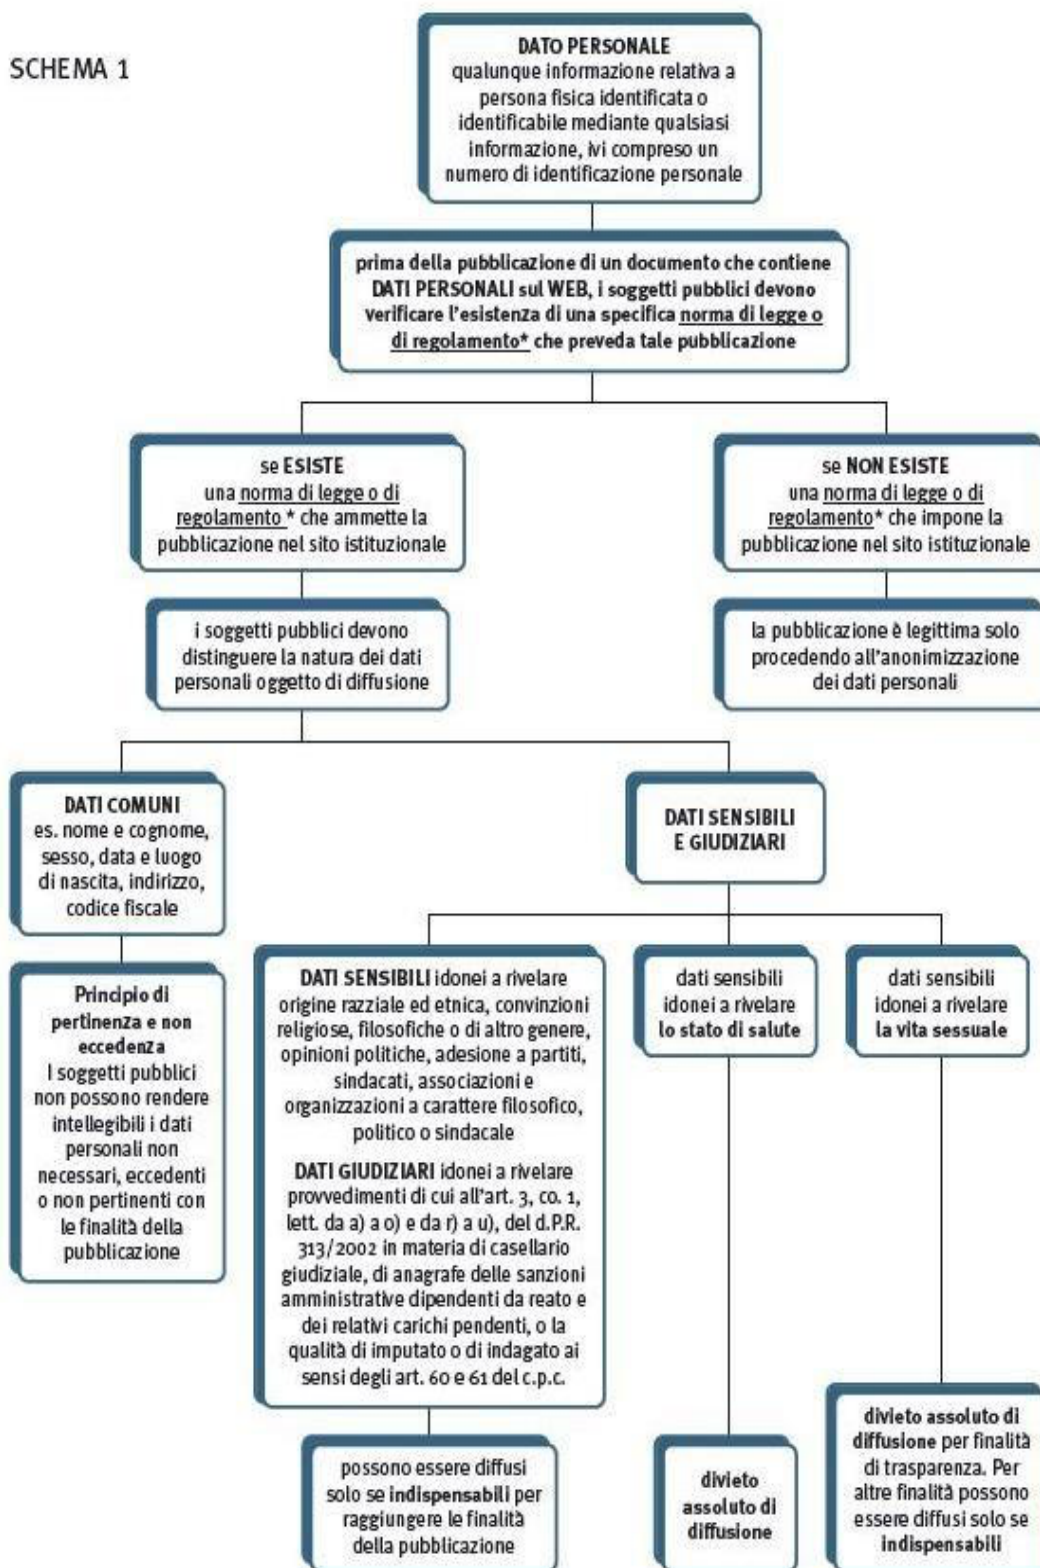 SCHEMA 1
DATO PERSONALE
qualunque informazione relativa a
persona fisica identificata o
identificabile mediante qualsiasi
informazione, ivi compreso un
numero di identificazione personale
prima della pubblicazione di un documento che contiene
DATI PERSONALI sul WEB, i soggetti pubblici devono
verificare l'esistenza di una specifica norma di legge o
di regolamento* che preveda tale pubblicazione
se ESISTE
una norma di legge o di
regolamento * che ammette la
pubblicazione nel sito istituzionale
se NON ESISTE
una norma di legge o di
regolamento* che impone la
pubblicazione nel sito istituzionale
i soggetti pubblici devono
distinguere la natura dei dati
personali oggetto di diffusione
la pubblicazione è legittima solo
procedendo all'anonimizzazione
dei dati personali
DATI COMUNI
es. nome e cognome,
sesso, data e luogo
di nascita, indirizzo,
codice fiscale
DATI SENSIBILI
E GIUDIZIARI
Principio di
pertinenza e non
eccedenza
I soggetti pubblici
non possono rendere
intellegibili i dati
personali non
necessari, eccedenti
o non pertinenti con
le finalità della
pubblicazione
DATI SENSIBILI idonei a rivelare
origine razziale ed etnica, convinzioni
religiose, filosofiche o di altro genere,
opinioni politiche, adesione a partiti,
sindacati, associazioni e
organizzazioni a carattere filosofico,
politico o sindacale
DATI GIUDIZIARI idonei a rivelare
provvedimenti di cui all'art. 3, co. 1,
lett. da a) a o) e da r) a u), del d.P.R.
313/2002 in materia di casellario
giudiziale, di anagrafe delle sanzioni
amministrative dipendenti da reato e
dei relativi carichi pendenti, o la
qualità di imputato o di indagato ai
sensi degli art. 60 e 61 del c.p.c.
dati sensibili
idonei a rivelare
lo stato di salute
dati sensibili
idonei a rivelare
la vita sessuale
possono essere diffusi
solo se indispensabili per
raggiungere le finalità
della pubblicazione
divieto
assoluto di
diffusione
divieto assoluto di
diffusione per finalità
di trasparenza. Per
altre finalità possono
essere diffusi solo se
indispensabili